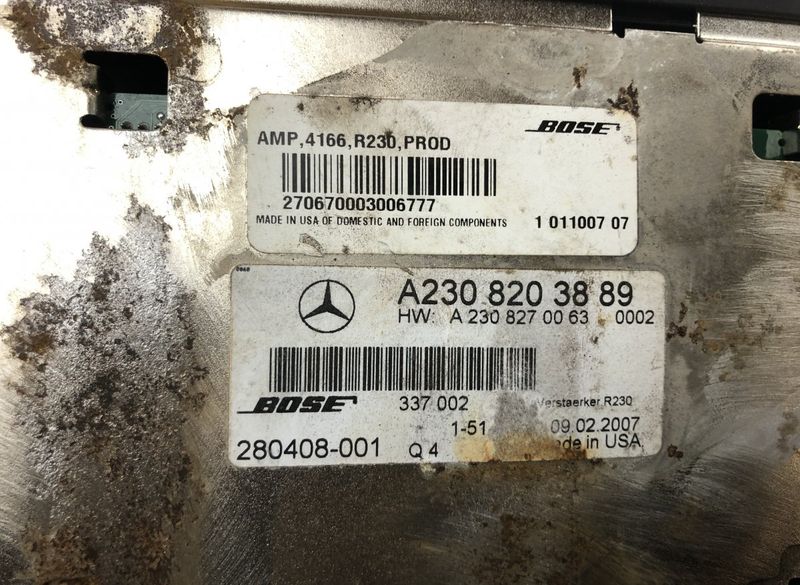 BOSE
AMP,4166,R230,PROD
270670003006777
MADE IN USA OF DOMESTIC AND FOREIGN COMPONENTS 1 011007 07
A230 820 38 89
HW: A 230 827 00 63 0002
BOSE 337 002 Verstaerker R230
1-51 09.02.2007
280408-001 Q 4 in USA